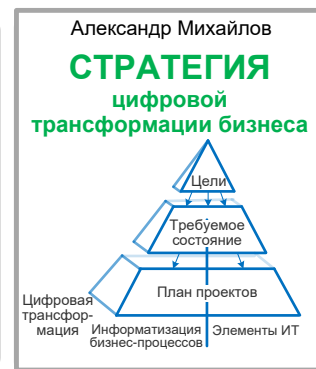 Александр Михайлов
СТРАТЕГИЯ
цифровой
трансформации бизнеса
Цели
Требуемое
состояние
План проектов
Цифровая
трансфор-
мация
Информатизация
бизнес-процессов
Элементы ИТ